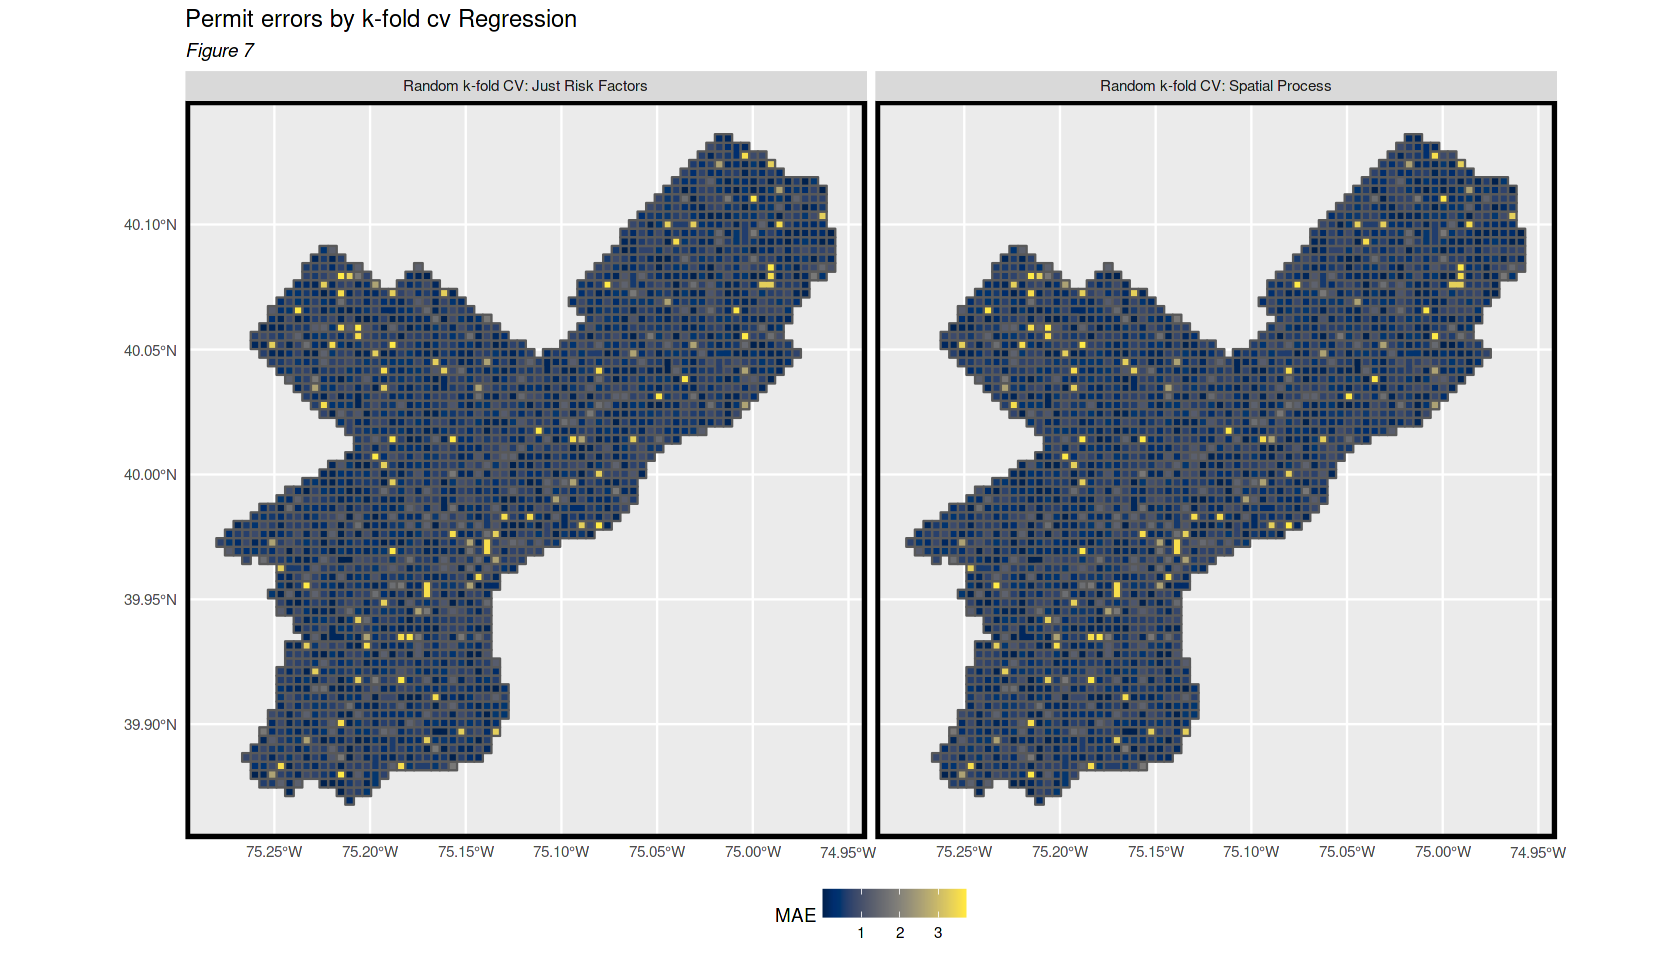 Permit errors by k-fold cv Regression
Figure 7
Random k-fold CV: Just Risk Factors
Random k-fold CV: Spatial Process
40.10°N
40.05°N
40.00°N
39.95°N
39.90°N
75.25°W 75.20°W 75.15°W 75.10°W 75.05°W 75.00°W 74.95°W
75.25°W 75.20°W 75.15°W 75.10°W 75.05°W 75.00°W 74.95°W
MAE
1 2 3